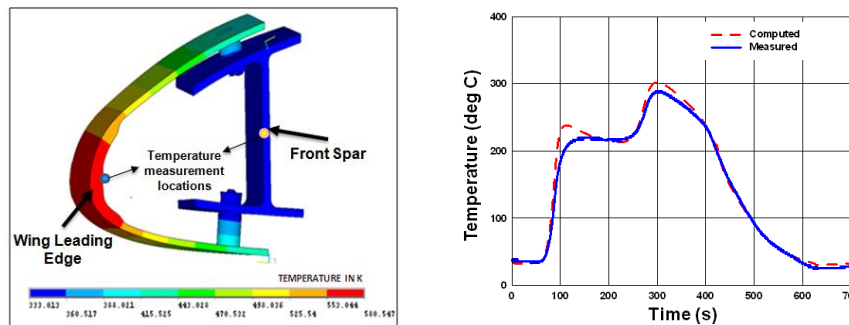 Temperature
measurement
locations
Front Spar
Wing Leading
Edge
TEMPERATURE IN K
333.013 388.021 443.028 498.036 553.044
360.517 415.525 470.532 525.54 580.547
Computed
Measured
Temperature (deg C)
400
300
200
100
0
0 100 200 300 400 500 600 700
Time (s)